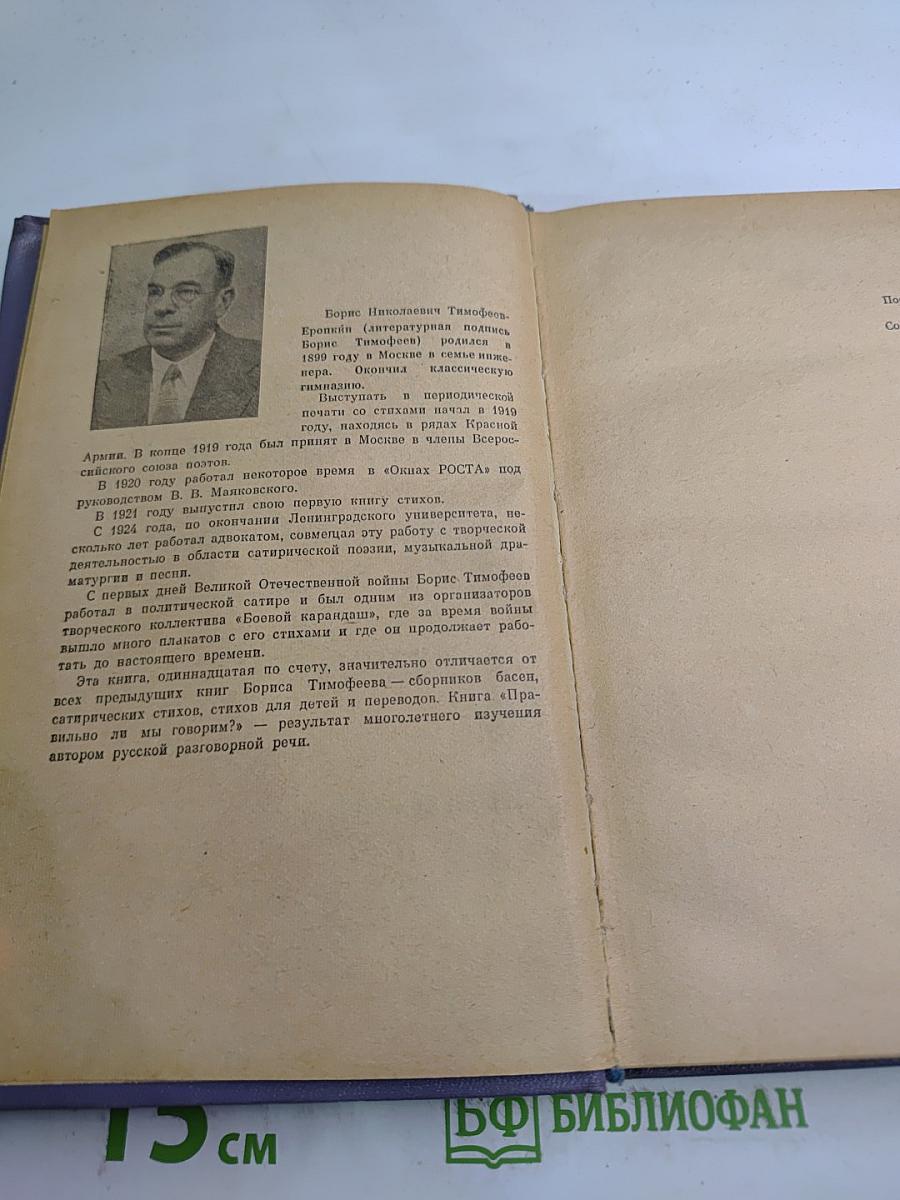 Борис Николаевич Тимофеев-
Еропкин (литературная подпись
Борис Тимофеев) родился в
1899 году в Москве в семье инже-
нера. Окончил классическую
гимназию.
Выступать в периодической
печати со стихами начал в 1919
году, находясь в рядах Красной
Армии. В конце 1919 года был принят в Москве в члены Всерос-
сийского союза поэтов.
В 1920 году работал некоторое время в «Окнах РОСТА» под
руководством В. В. Маяковского.
В 1921 году выпустил свою первую книгу стихов.
С 1924 года, по окончании Ленинградского университета, не-
сколько лет работал адвокатом, совмещая эту работу с творческой
деятельностью в области сатирической поэзии, музыкальной дра-
матургии и песни.
С первых дней Великой Отечественной войны Борис Тимофеев
работал в политической сатире и был одним из организаторов
творческого коллектива «Боевой карандаш», где за время войны
вышло много плакатов с его стихами и где он продолжает рабо-
тать до настоящего времени.
Эта книга, одиннадцатая по счету, значительно отличается от
всех предыдущих книг Бориса Тимофеева — сборников басен,
сатирических стихов, стихов для детей и переводов. Книга «Пра-
вильно ли мы говорим?» — результат многолетнего изучения
автором русской разговорной речи.
Со
15 см
БФ БИБЛИОФАН